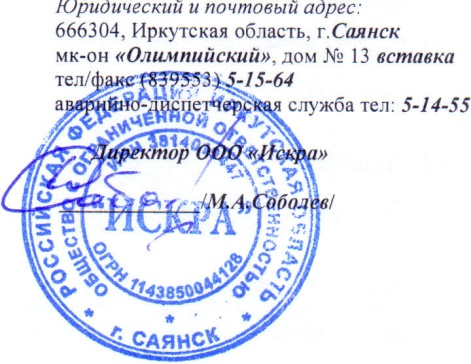 Юридический и почтовый адрес:
666304, Иркутская область, г.Саянск
мк-он «Олимпийский», дом № 13 вставка
тел/факс (839553) 5-15-64
аварийно-диспетчерская служба тел: 5-14-55
Директор ООО «Искра»
/М.А.Соболев/
* РОССИЙСКАЯ ФЕДЕРАЦИЯ ИРКУТСКАЯ ОБЛАСТЬ *
г. САЯНСК
ОБЩЕСТВО С ОГРАНИЧЕННОЙ ОТВЕТСТВЕННОСТЬЮ
ИНН
"ИСКРА"
ОГРН 1143850044128